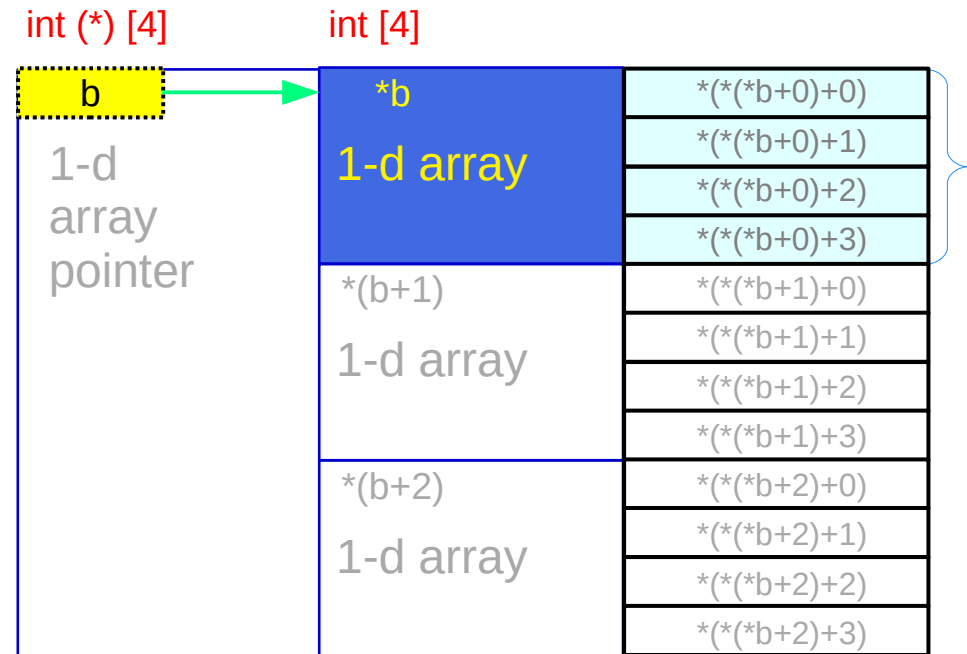 int (*) [4]
int [4]
b
1-d
array
pointer
*b
1-d array
*(b+1)
1-d array
*(b+2)
1-d array
*(*(*b+0)+0)
*(*(*b+0)+1)
*(*(*b+0)+2)
*(*(*b+0)+3)
*(*(*b+1)+0)
*(*(*b+1)+1)
*(*(*b+1)+2)
*(*(*b+1)+3)
*(*(*b+2)+0)
*(*(*b+2)+1)
*(*(*b+2)+2)
*(*(*b+2)+3)